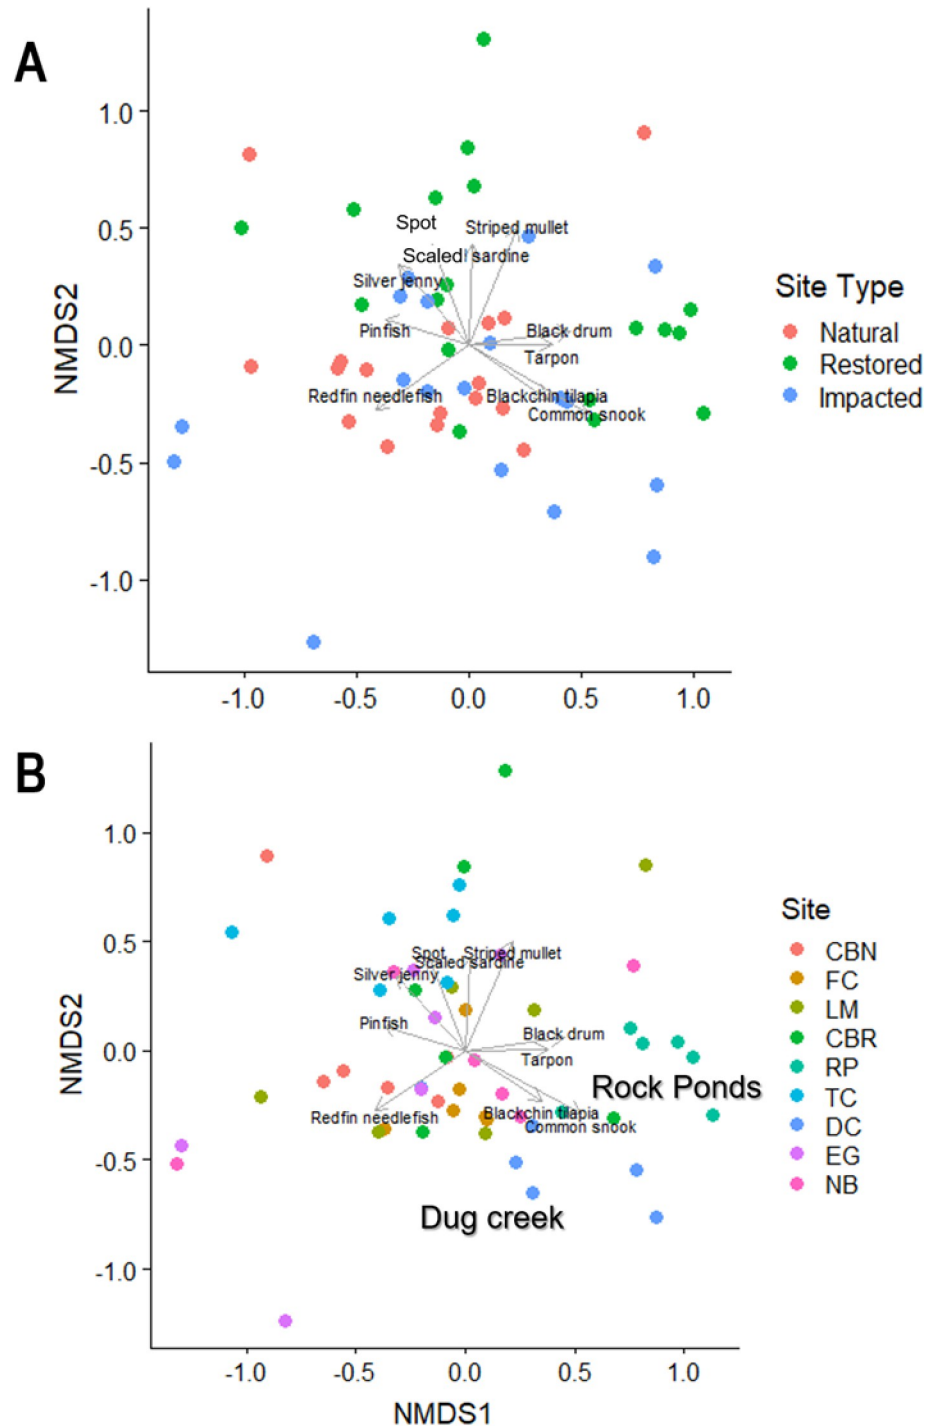 A
NMDS2
1.0
0.5
0.0
-0.5
-1.0
-1.0
-0.5
0.0
0.5
1.0
Spot
Striped mullet
Scaled sardine
Silver jenny
Pinfish
Black drum
Tarpon
Redfin needlefish
Blackchin tilapia
Common snook
Site Type
Natural
Restored
Impacted
B
NMDS2
1.0
0.5
0.0
-0.5
-1.0
-1.0
-0.5
0.0
0.5
1.0
NMDS1
Spot
Striped mullet
Scaled sardine
Silver jenny
Pinfish
Black drum
Tarpon
Rock Ponds
Redfin needlefish
Blackchin tilapia
Common snook
Dug creek
Site
CBN
FC
LM
CBR
RP
TC
DC
EG
NB